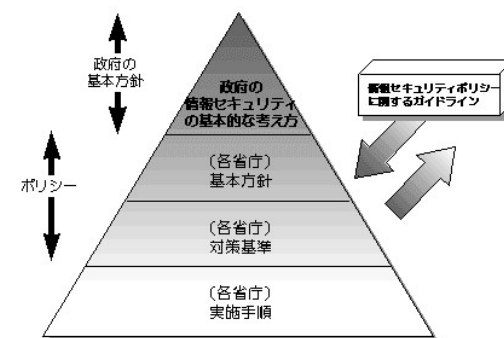 政府の
基本方針
政府の
情報セキュリティ
の基本的な考え方
情報セキュリティポリシー
に関するガイドライン
ポリシー
(各省庁)
基本方針
(各省庁)
対策基準
(各省庁)
実施手順